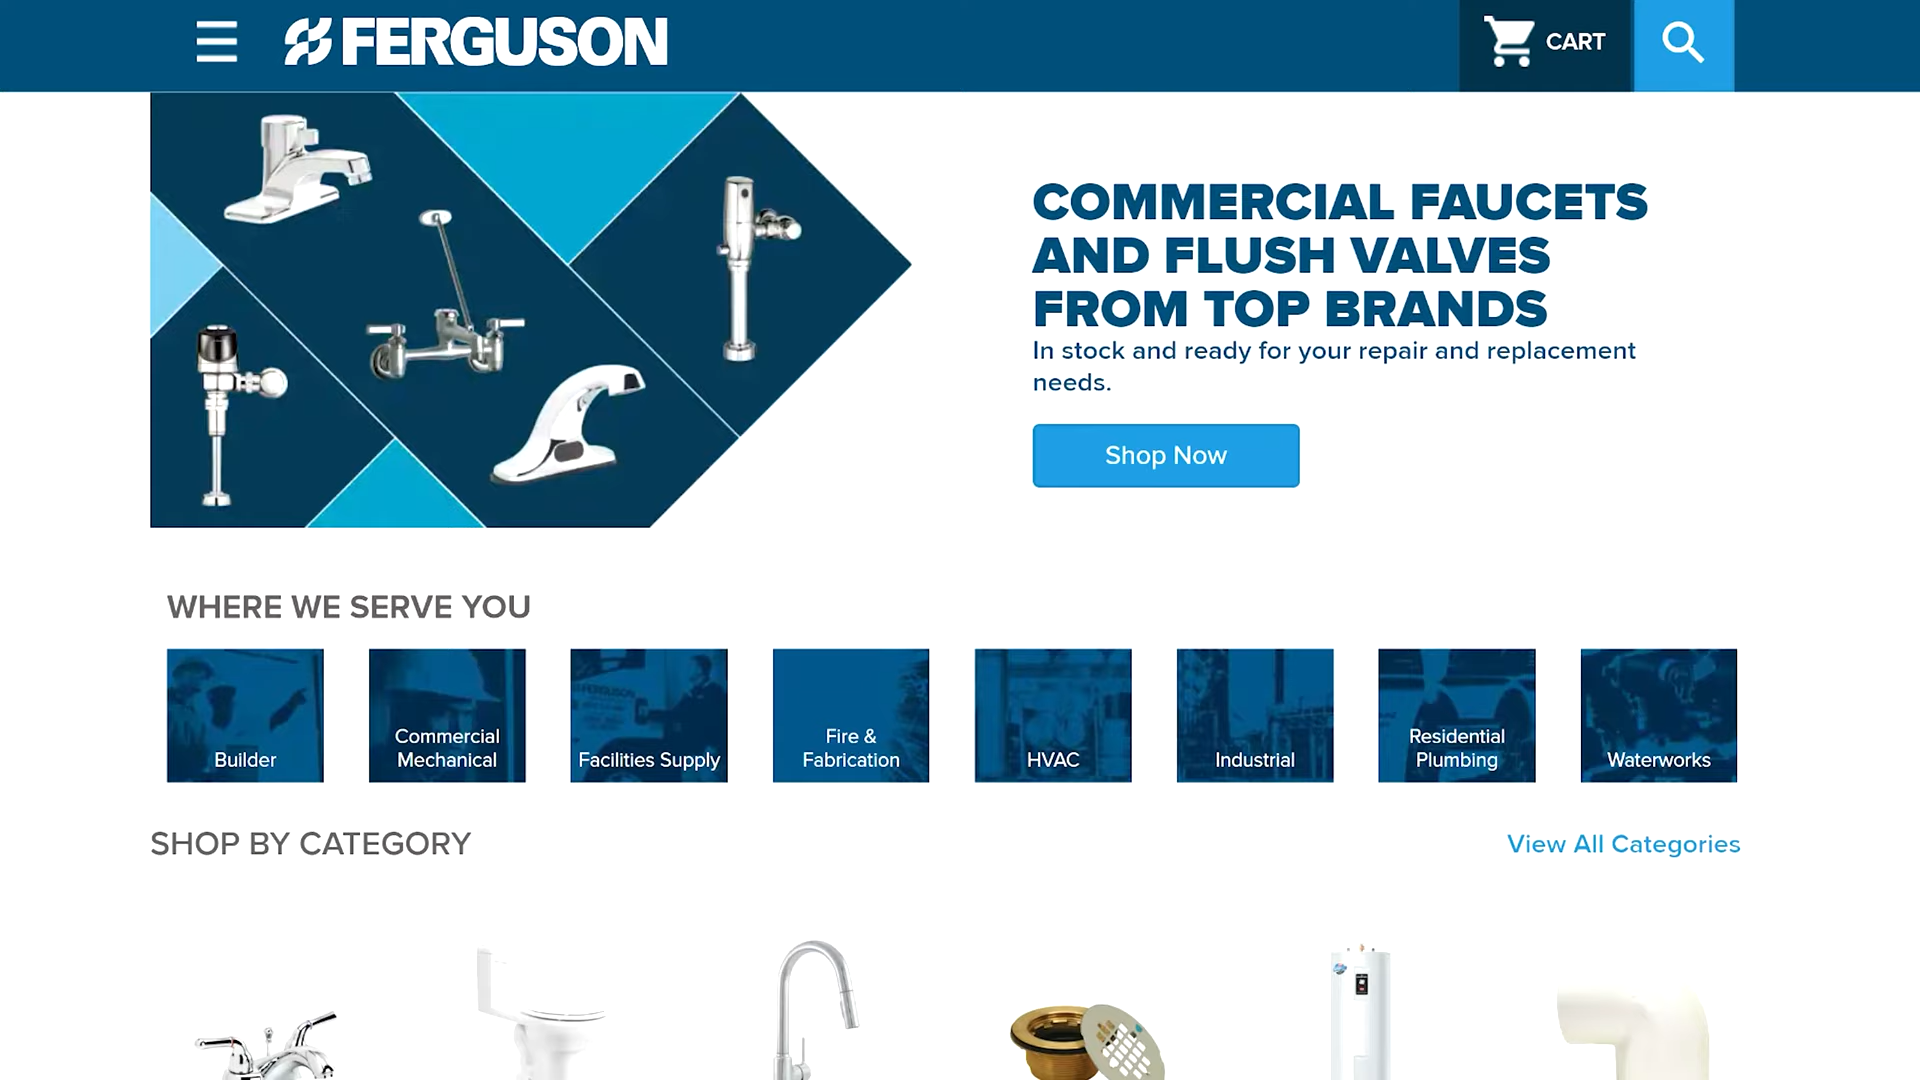 FERGUSON
CART
COMMERCIAL FAUCETS
AND FLUSH VALVES
FROM TOP BRANDS
In stock and ready for your repair and replacement
needs.
Shop Now
WHERE WE SERVE YOU
Builder
Commercial
Mechanical
Facilities Supply
Fire &
Fabrication
HVAC
Industrial
Residential
Plumbing
Waterworks
SHOP BY CATEGORY
View All Categories